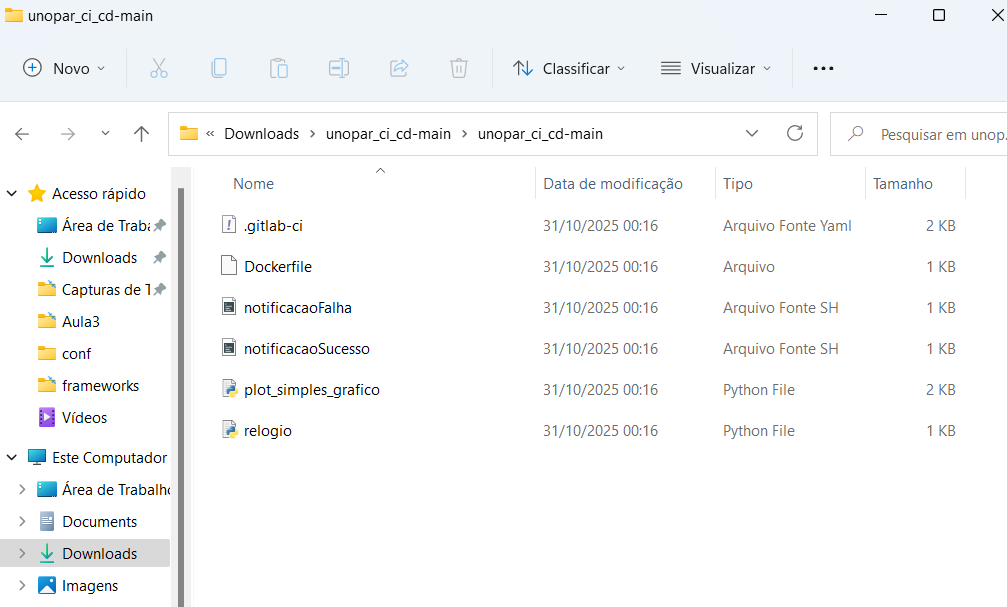 unopar_ci_cd-main
Novo
Classificar
Visualizar
« Downloads > unopar_ci_cd-main > unopar_ci_cd-main
Pesquisar em unop.
Nome Data de modificação Tipo Tamanho
.gitlab-ci 31/10/2025 00:16 Arquivo Fonte Yaml 2 KB
Dockerfile 31/10/2025 00:16 Arquivo 1 KB
notificacaoFalha 31/10/2025 00:16 Arquivo Fonte SH 1 KB
notificacaoSucesso 31/10/2025 00:16 Arquivo Fonte SH 1 KB
plot_simples_grafico 31/10/2025 00:16 Python File 2 KB
relogio 31/10/2025 00:16 Python File 1 KB
Acesso rápido
Área de Traba
Downloads
Capturas de T
Aula3
conf
frameworks
Vídeos
Este Computador
Área de Trabalho
Documents
Downloads
Imagens